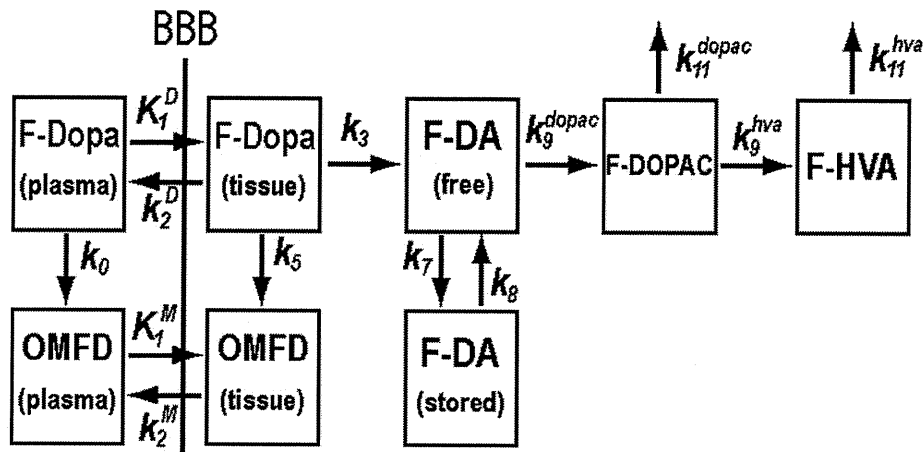 BBB
k_11^dopac
k_11^hva
F-Dopa
(plasma)
K_1^D
k_2^D
F-Dopa
(tissue)
k_3
F-DA
(free)
k_9^dopac
F-DOPAC
k_9^hva
F-HVA
k_0
k_5
k_7
k_8
OMFD
(plasma)
K_1^M
k_2^M
OMFD
(tissue)
F-DA
(stored)